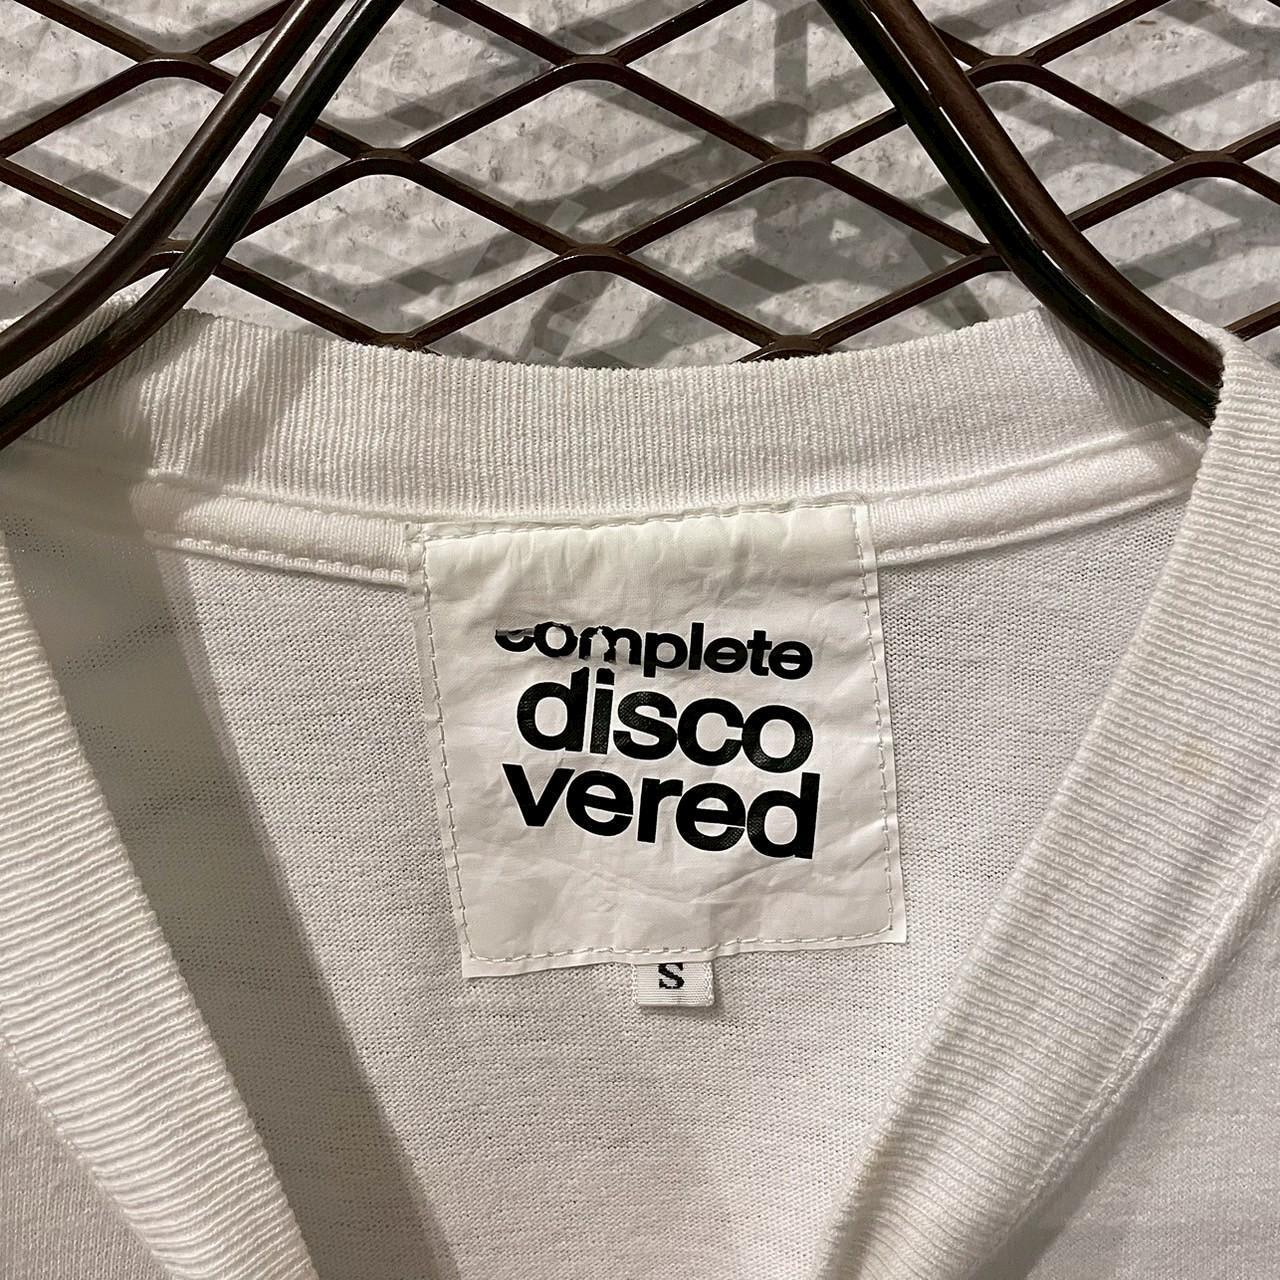 complete
disco
vered
S